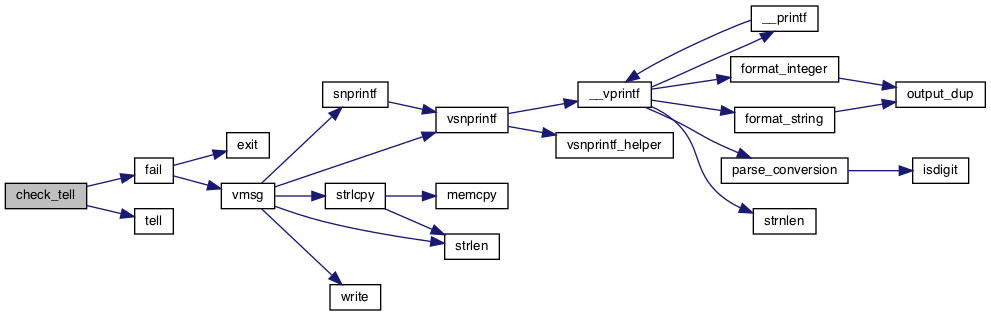 check_tell
fail
tell
exit
vmsg
snprintf
strlcpy
write
vsnprintf
memcpy
strlen
__vprintf
vsnprintf_helper
__printf
format_integer
format_string
parse_conversion
strnlen
output_dup
isdigit